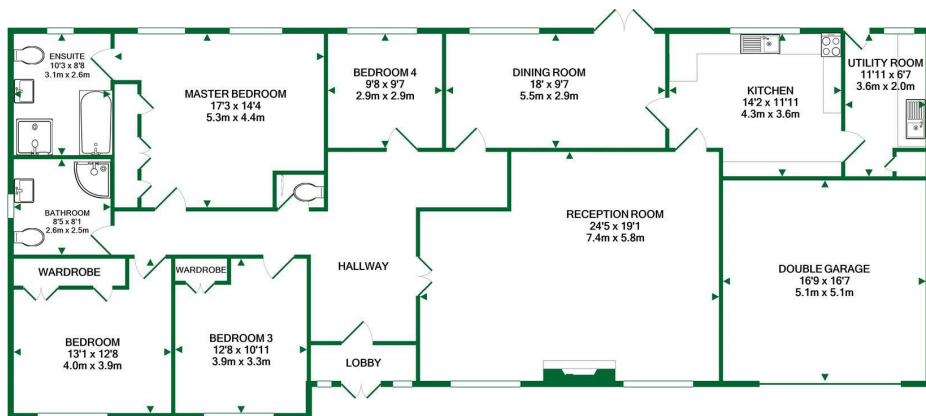 ENSUITE
10'3 x 8'8
3.1m x 2.6m
MASTER BEDROOM
17'3 x 14'4
5.3m x 4.4m
BEDROOM 4
9'8 x 9'7
2.9m x 2.9m
DINING ROOM
18' x 9'7
5.5m x 2.9m
KITCHEN
14'2 x 11'11
4.3m x 3.6m
UTILITY ROOM
11'11 x 6'7
3.6m x 2.0m
BATHROOM
8'5 x 8'1
2.6m x 2.5m
RECEPTION ROOM
24'5 x 19'1
7.4m x 5.8m
HALLWAY
DOUBLE GARAGE
16'9 x 16'7
5.1m x 5.1m
WARDROBE
WARDROBE
BEDROOM
13'1 x 12'8
4.0m x 3.9m
BEDROOM 3
12'8 x 10'11
3.9m x 3.3m
LOBBY